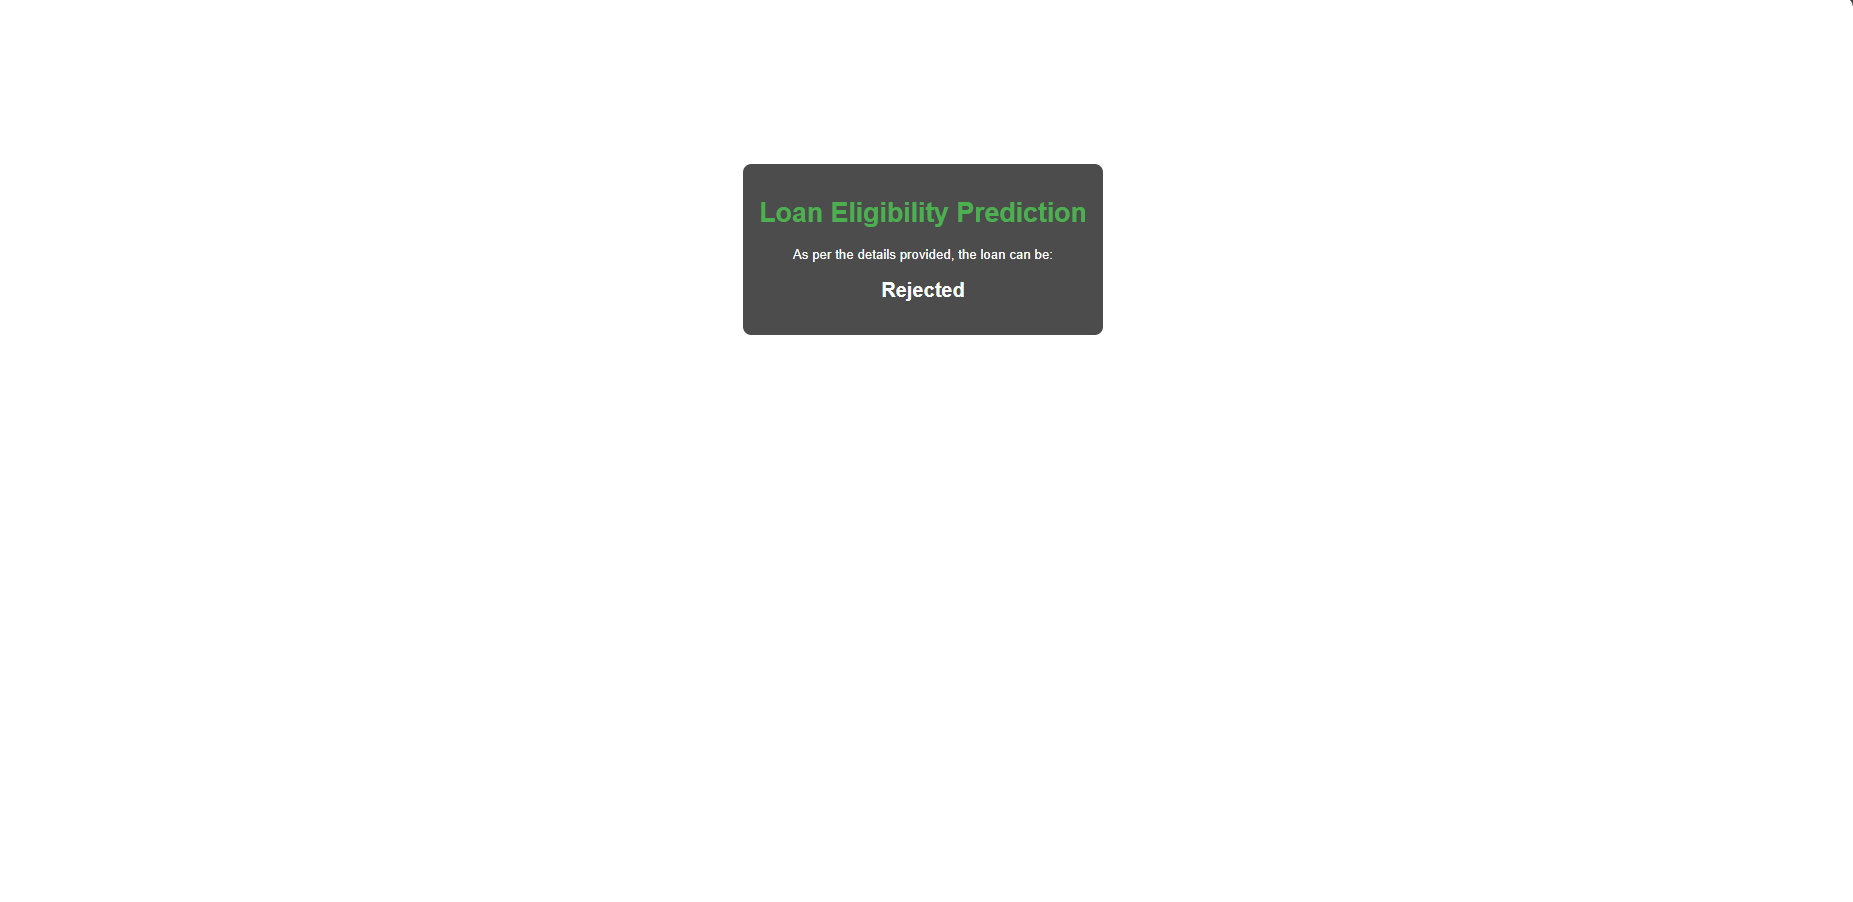 Loan Eligibility Prediction
As per the details provided, the loan can be:
Rejected